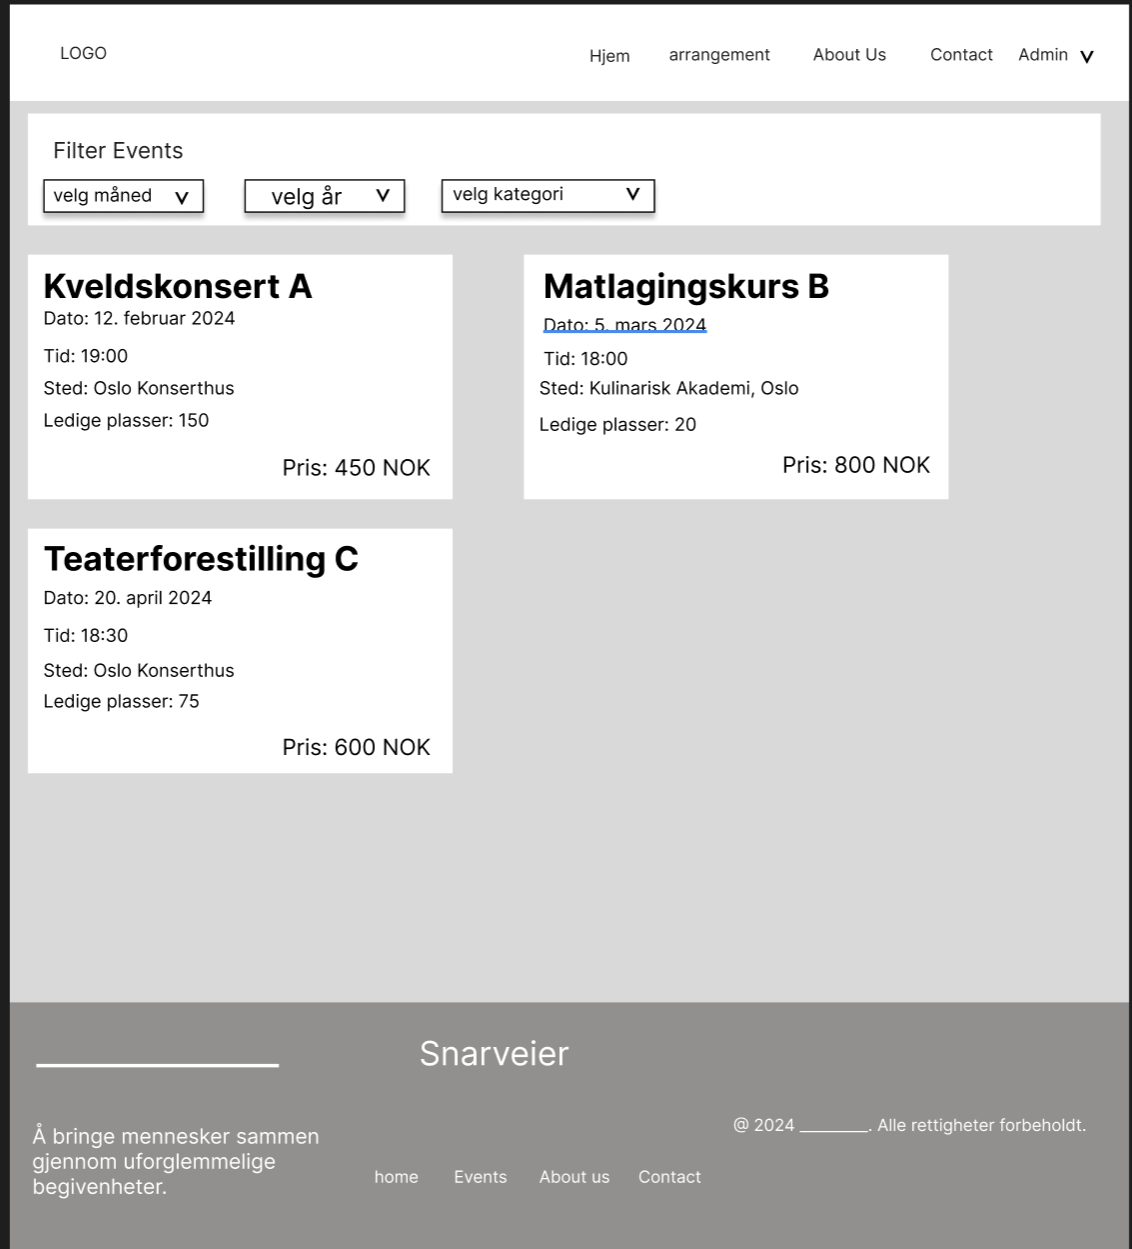 LOGO
Hjem arrangement About Us Contact Admin
Filter Events
velg måned velg år velg kategori
Kveldskonsert A
Dato: 12. februar 2024
Tid: 19:00
Sted: Oslo Konserthus
Ledige plasser: 150
Pris: 450 NOK
Matlagingskurs B
Dato: 5. mars 2024
Tid: 18:00
Sted: Kulinarisk Akademi, Oslo
Ledige plasser: 20
Pris: 800 NOK
Teaterforestilling C
Dato: 20. april 2024
Tid: 18:30
Sted: Oslo Konserthus
Ledige plasser: 75
Pris: 600 NOK
Å bringe mennesker sammen
gjennom uforglemmelige
begivenheter.
Snarveier
home Events About us Contact
@ 2024 ________. Alle rettigheter forbeholdt.